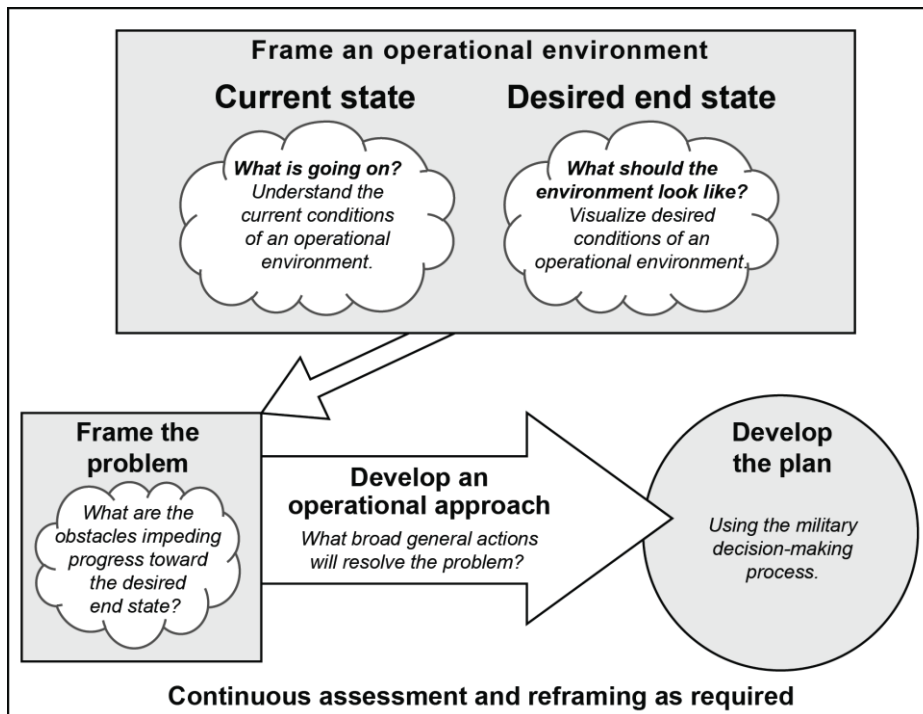 Frame an operational environment
Current state
What is going on?
Understand the
current conditions
of an operational
environment.
Desired end state
What should the
environment look like?
Visualize desired
conditions of an
operational environment.
Frame the
problem
What are the
obstacles impeding
progress toward
the desired
end state?
Develop an
operational approach
What broad general actions
will resolve the problem?
Develop
the plan
Using the military
decision-making
process.
Continuous assessment and reframing as required